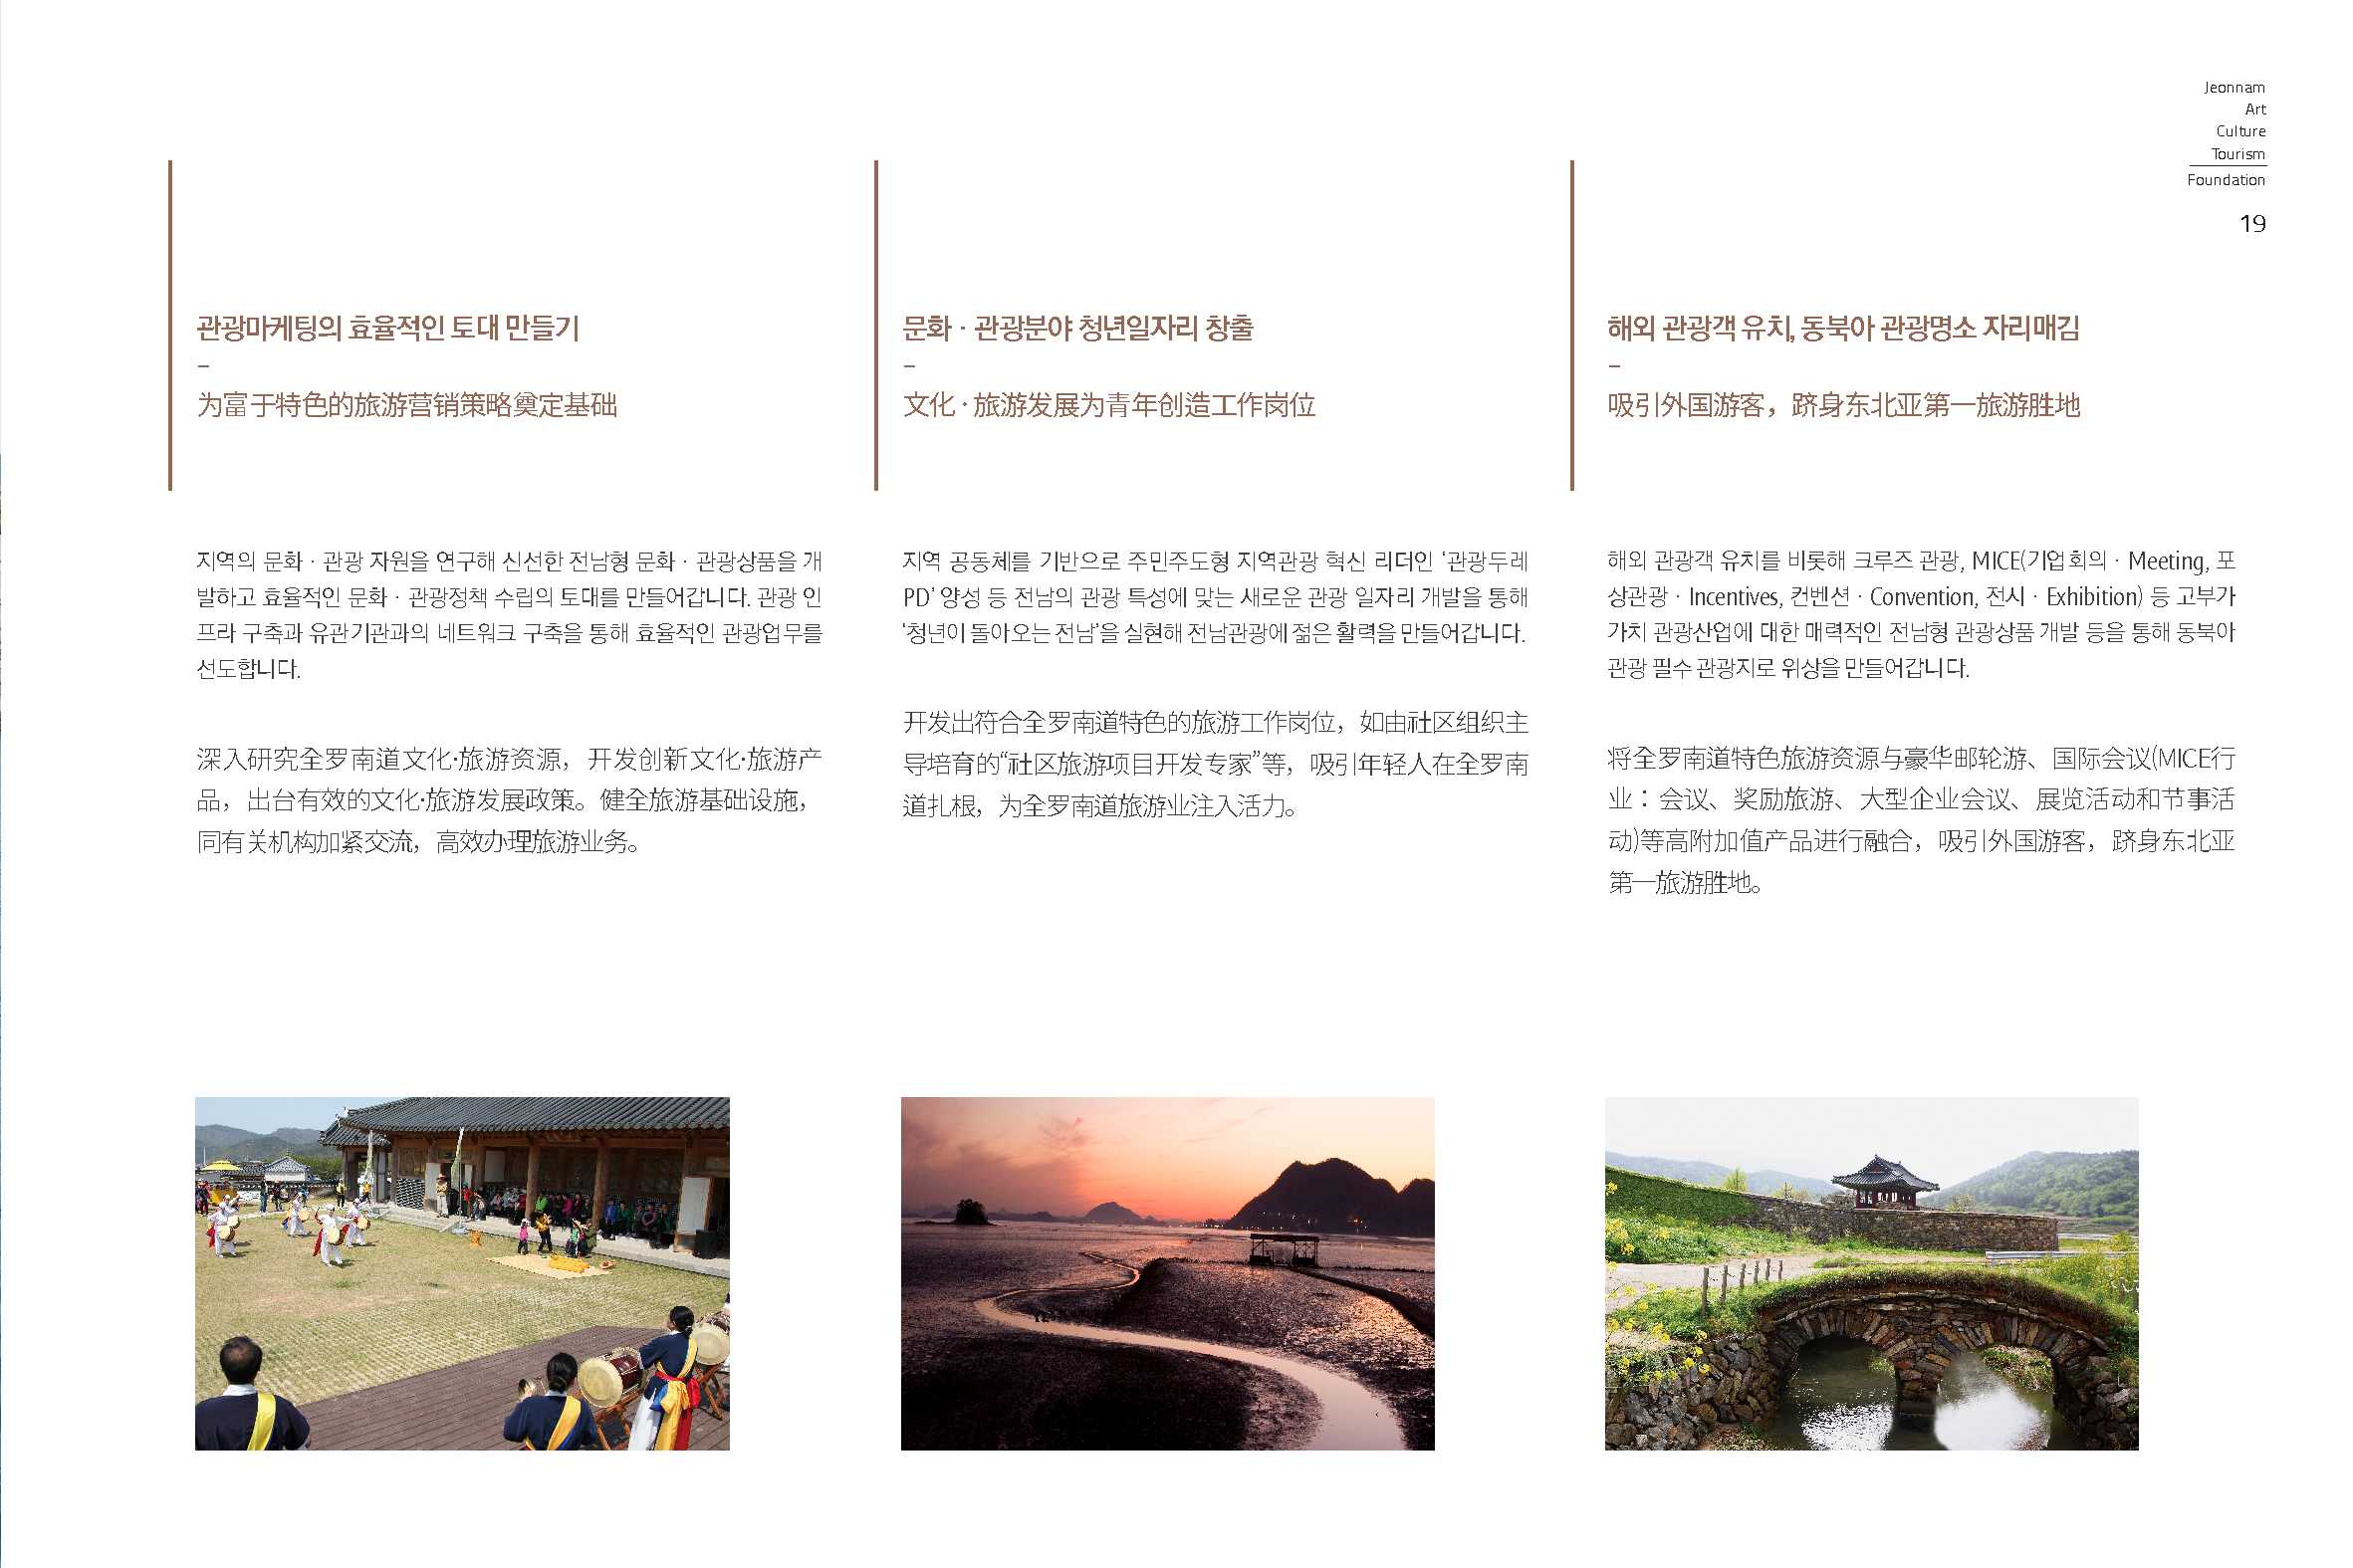 Jeonnam
Art
Culture
Tourism
Foundation
19
관광마케팅의 효율적인 토대 만들기
–
为富于特色的旅游营销策略奠定基础
지역의 문화 · 관광 자원을 연구해 신선한 전남형 문화 · 관광상품을 개
발하고 효율적인 문화 · 관광정책 수립의 토대를 만들어갑니다. 관광 인
프라 구축과 유관기관과의 네트워크 구축을 통해 효율적인 관광업무를
선도합니다.
深入研究全罗南道文化·旅游资源，开发创新文化·旅游产
品，出台有效的文化·旅游发展政策。健全旅游基础设施，
同有关机构加紧交流，高效办理旅游业务。
문화 · 관광분야 청년일자리 창출
–
文化 · 旅游发展为青年创造工作岗位
지역 공동체를 기반으로 주민주도형 지역관광 혁신 리더인 ‘관광두레
PD’ 양성 등 전남의 관광 특성에 맞는 새로운 관광 일자리 개발을 통해
‘청년이 돌아오는 전남’을 실현해 전남관광에 젊은 활력을 만들어갑니다.
开发出符合全罗南道特色的旅游工作岗位，如由社区组织主
导培育的“社区旅游项目开发专家”等，吸引年轻人在全罗南
道扎根，为全罗南道旅游业注入活力。
해외 관광객 유치, 동북아 관광명소 자리매김
–
吸引外国游客，跻身东北亚第一旅游胜地
해외 관광객 유치를 비롯해 크루즈 관광, MICE(기업회의 · Meeting, 포
상관광 · Incentives, 컨벤션 · Convention, 전시 · Exhibition) 등 고부가
가치 관광산업에 대한 매력적인 전남형 관광상품 개발 등을 통해 동북아
관광 필수 관광지로 위상을 만들어갑니다.
将全罗南道特色旅游资源与豪华邮轮游、国际会议(MICE行
业：会议、奖励旅游、大型企业会议、展览活动和节事活
动)等高附加值产品进行融合，吸引外国游客，跻身东北亚
第一旅游胜地。